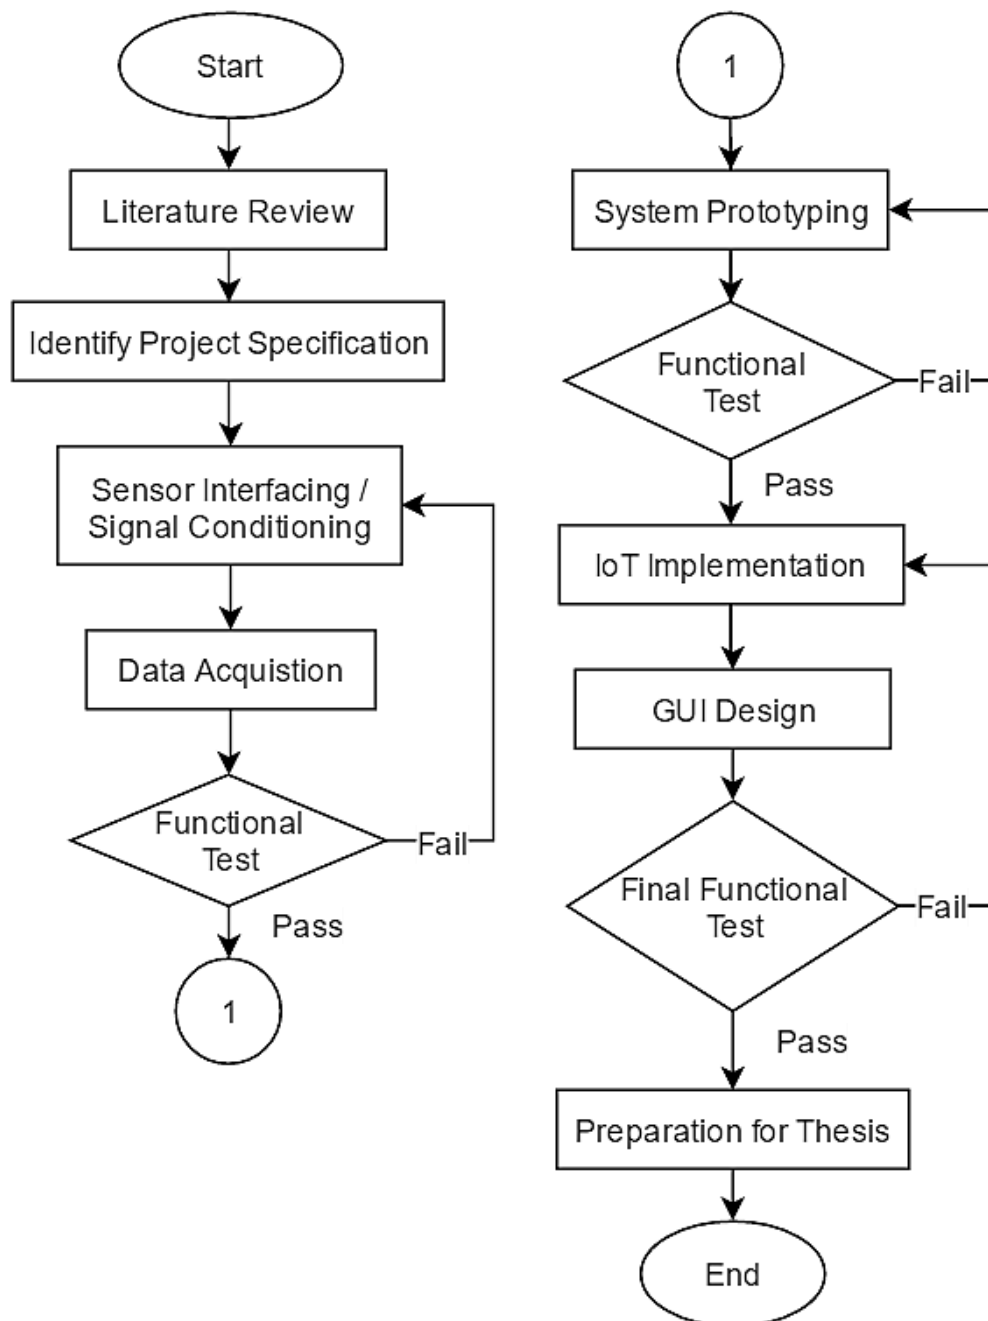 Start
Literature Review
Identify Project Specification
Sensor Interfacing /
Signal Conditioning
Data Acquistion
Functional
Test
Fail
Pass
1
1
System Prototyping
Functional
Test
Fail
Pass
IoT Implementation
GUI Design
Final Functional
Test
Fail
Pass
Preparation for Thesis
End